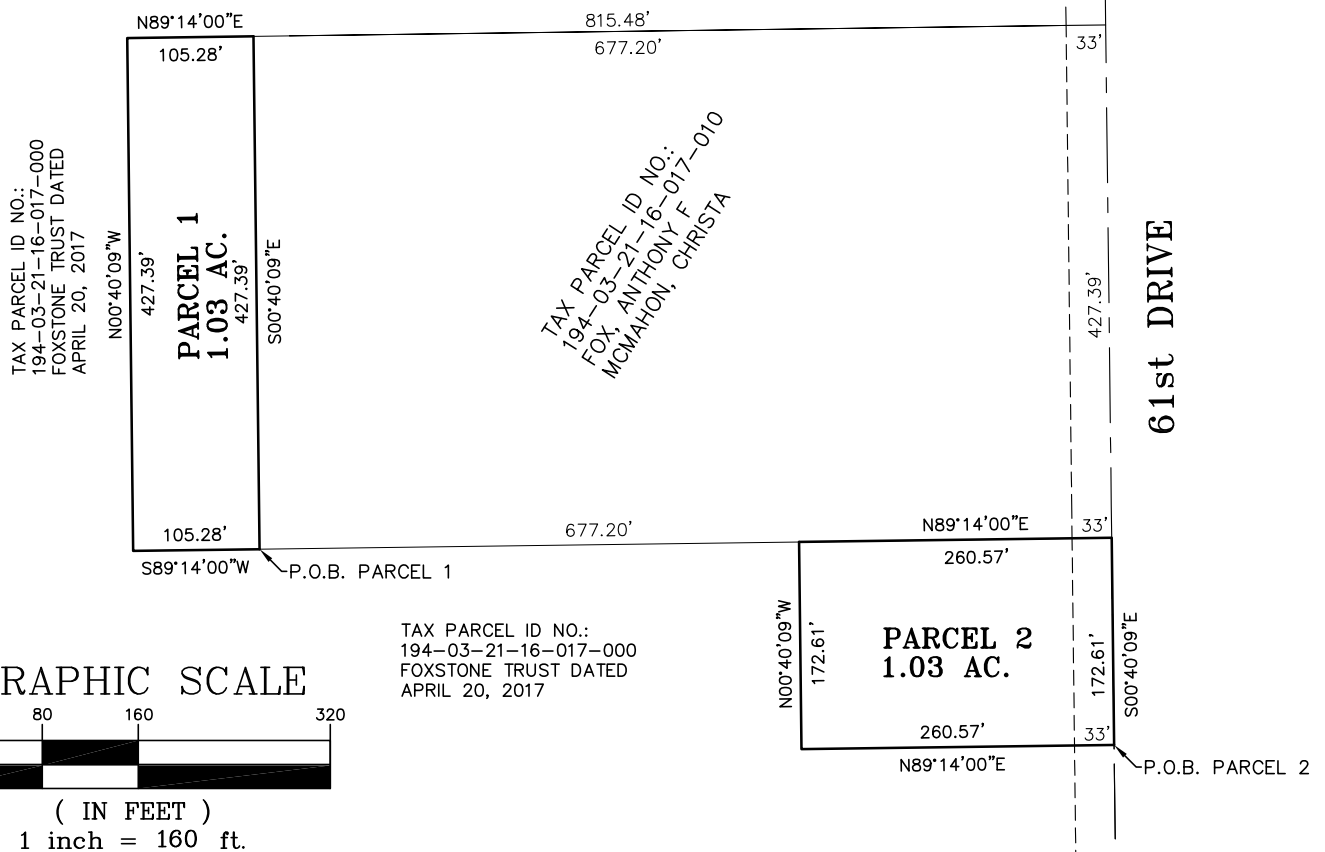 N89°14'00"E
815.48'
105.28'
677.20'
33'
TAX PARCEL ID NO.:
194-03-21-16-017-000
FOXSTONE TRUST DATED
APRIL 20, 2017
N00°40'09"W
427.39'
PARCEL 1
1.03 AC.
427.39'
S00°40'09"E
TAX PARCEL ID NO.:
194-03-21-16-017-010
FOX, ANTHONY F
MCMAHON, CHRISTA
427.39'
61st DRIVE
105.28'
677.20'
N89°14'00"E
33'
S89°14'00"W
P.O.B. PARCEL 1
260.57'
TAX PARCEL ID NO.:
194-03-21-16-017-000
FOXSTONE TRUST DATED
APRIL 20, 2017
N00°40'09"W
172.61'
PARCEL 2
1.03 AC.
172.61'
S00°40'09"E
260.57'
33'
N89°14'00"E
P.O.B. PARCEL 2
RAPHIC SCALE
80 160 320
( IN FEET )
1 inch = 160 ft.